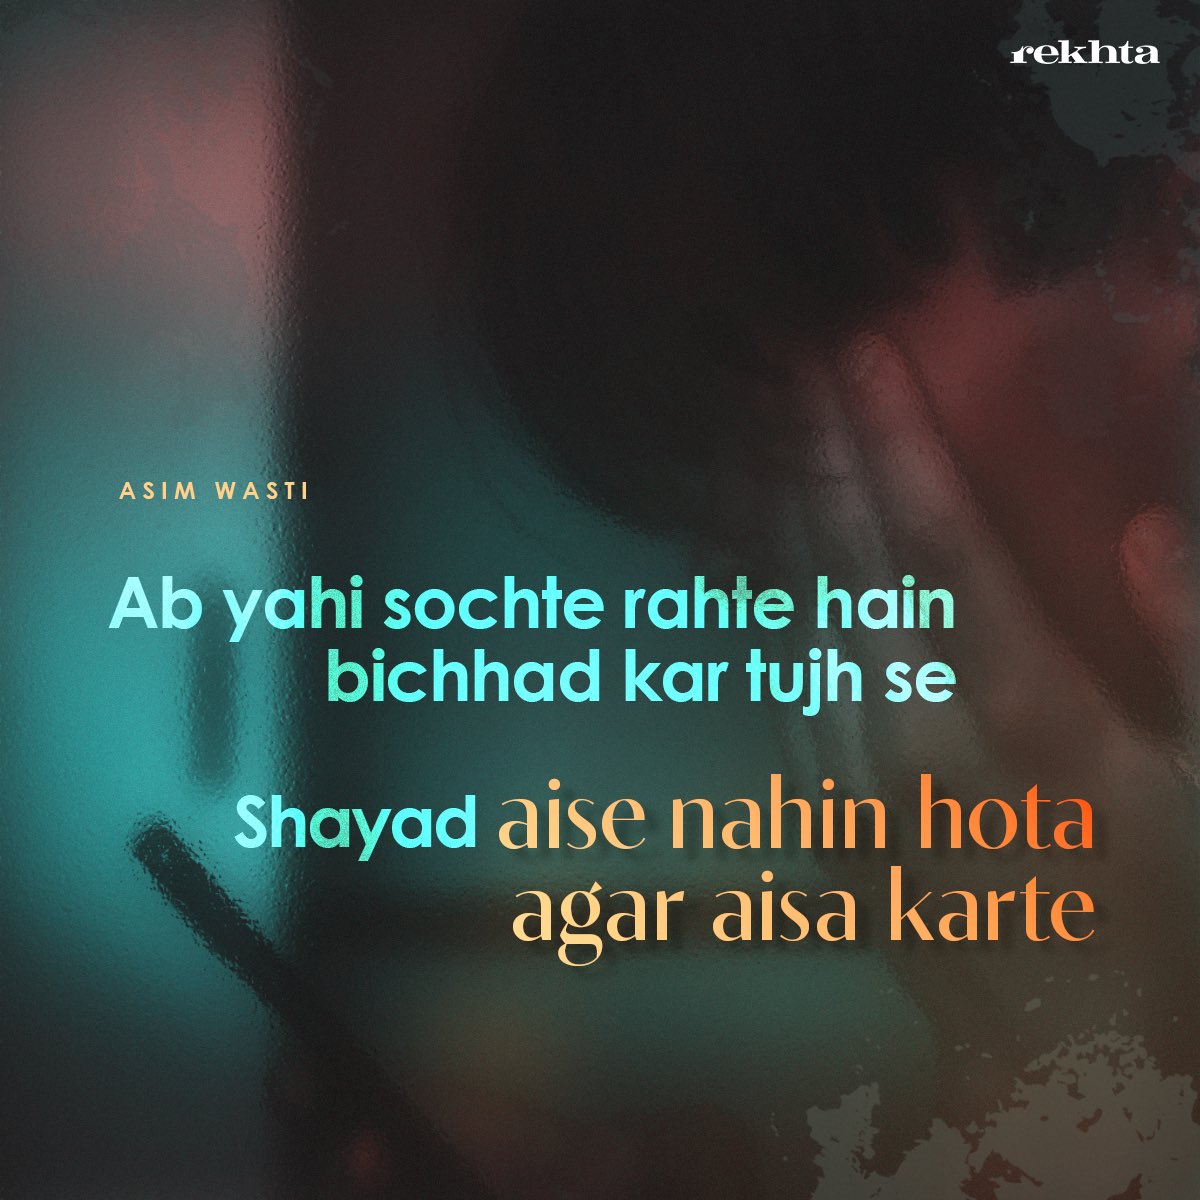 rekhta
ASIM WASTI
Ab yahi sochte rahte hain
bichhad kar tujh se
Shayad aise nahin hota
agar aisa karte